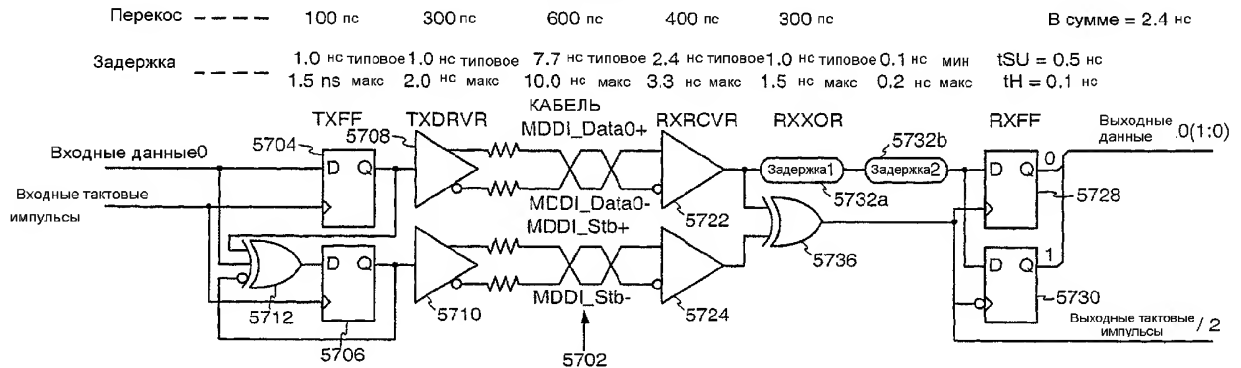 Перекос 100 пс 300 пс 600 пс 400 пс 300 пс В сумме = 2.4 нс
Задержка 1.0 нс типовое 1.0 нс типовое 7.7 нс типовое 2.4 нс типовое 1.0 нс типовое 0.1 нс мин tSU = 0.5 нс
1.5 ns макс 2.0 нс макс 10.0 нс макс 3.3 нс макс 1.5 нс макс 0.2 нс макс tH = 0.1 нс
TXFF TXDRVR КАБЕЛЬ RXRCVR RXXOR RXFF
MDDI_Data0+
5704 5708 5732b
Выходные данные 0(1:0)
Входные данные0
D Q
Задержка1 Задержка2
D Q 0
Входные тактовые импульсы
MDDI_Data0-
5722 5732a 5728
MDDI_Stb+
D Q
5736
D Q 1
5712 5710 MDDI_Stb- 5724 5730
5706
5702
Выходные тактовые импульсы / 2